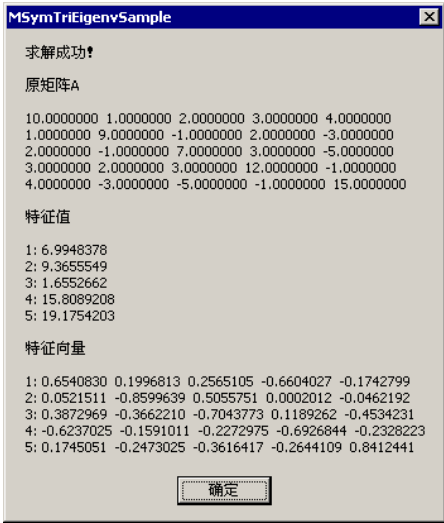 MSymTriEigenvSample
求解成功!
原矩阵A
10.0000000 1.0000000 2.0000000 3.0000000 4.0000000
1.0000000 9.0000000 -1.0000000 2.0000000 -3.0000000
2.0000000 -1.0000000 7.0000000 3.0000000 -5.0000000
3.0000000 2.0000000 3.0000000 12.0000000 -1.0000000
4.0000000 -3.0000000 -5.0000000 -1.0000000 15.0000000
特征值
1: 6.9948378
2: 9.3655549
3: 1.6552662
4: 15.8089208
5: 19.1754203
特征向量
1: 0.6540830 0.1996813 0.2565105 -0.6604027 -0.1742799
2: 0.0521511 -0.8599639 0.5055751 0.0002012 -0.0462192
3: 0.3872969 -0.3662210 -0.7043773 0.1189262 -0.4534231
4: -0.6237025 -0.1591011 -0.2272975 -0.6926844 -0.2328223
5: 0.1745051 -0.2473025 -0.3616417 -0.2644109 0.8412441
确定